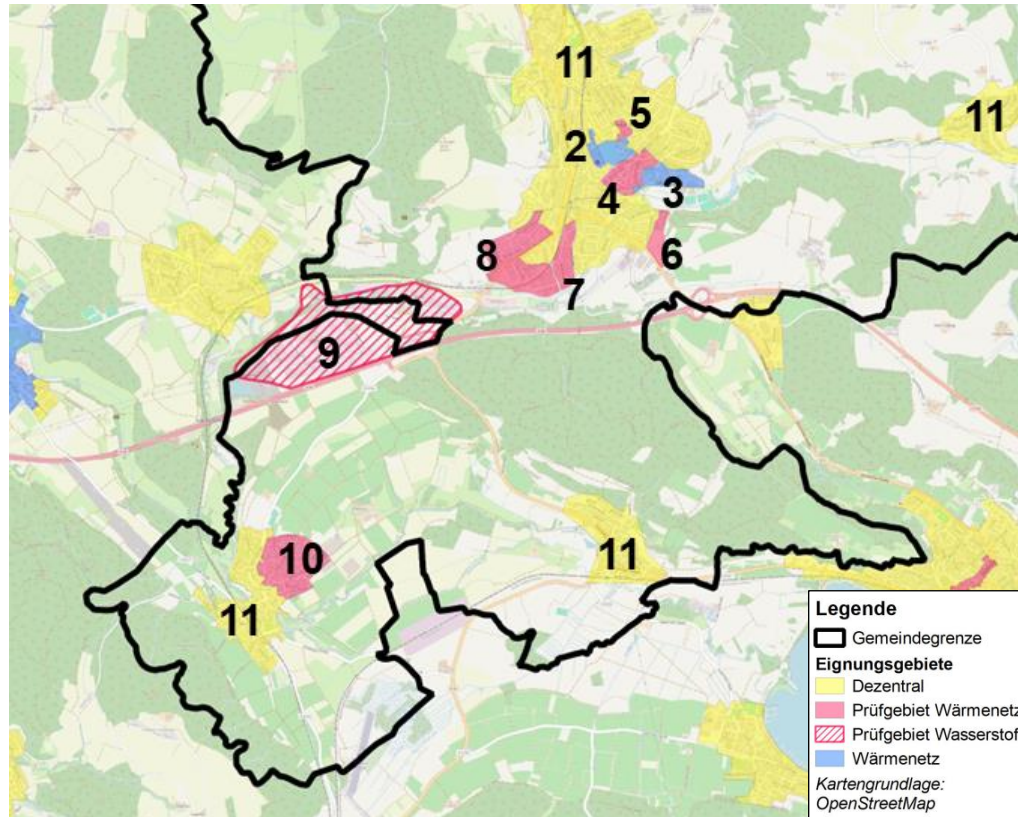 11
5
11
2
4
3
8
6
7
9
10
11
11
Legende
Gemeindegrenze
Eignungsgebiete
Dezentral
Prüfgebiet Wärmenetz
Prüfgebiet Wasserstof
Wärmenetz
Kartengrundlage:
OpenStreetMap